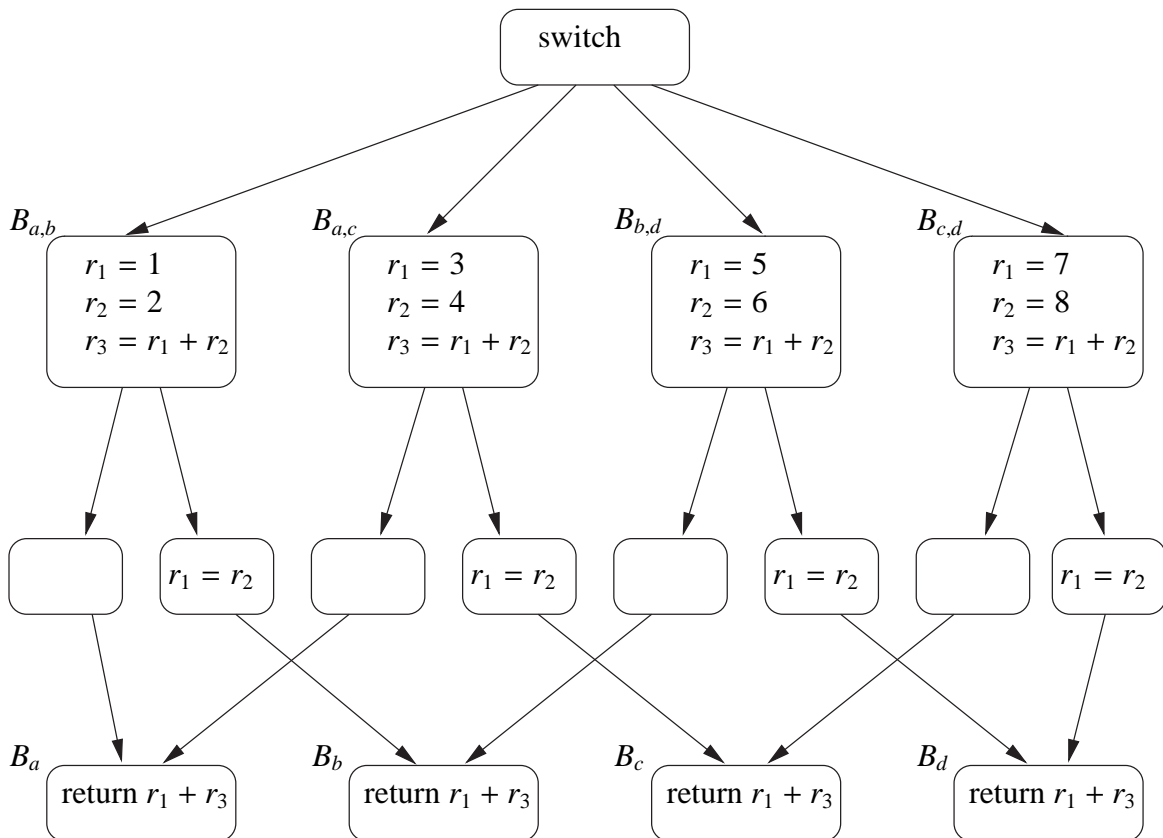 switch
B_{a,b}
r_1 = 1
r_2 = 2
r_3 = r_1 + r_2
B_{a,c}
r_1 = 3
r_2 = 4
r_3 = r_1 + r_2
B_{b,d}
r_1 = 5
r_2 = 6
r_3 = r_1 + r_2
B_{c,d}
r_1 = 7
r_2 = 8
r_3 = r_1 + r_2
r_1 = r_2
r_1 = r_2
r_1 = r_2
r_1 = r_2
B_a
return r_1 + r_3
B_b
return r_1 + r_3
B_c
return r_1 + r_3
B_d
return r_1 + r_3